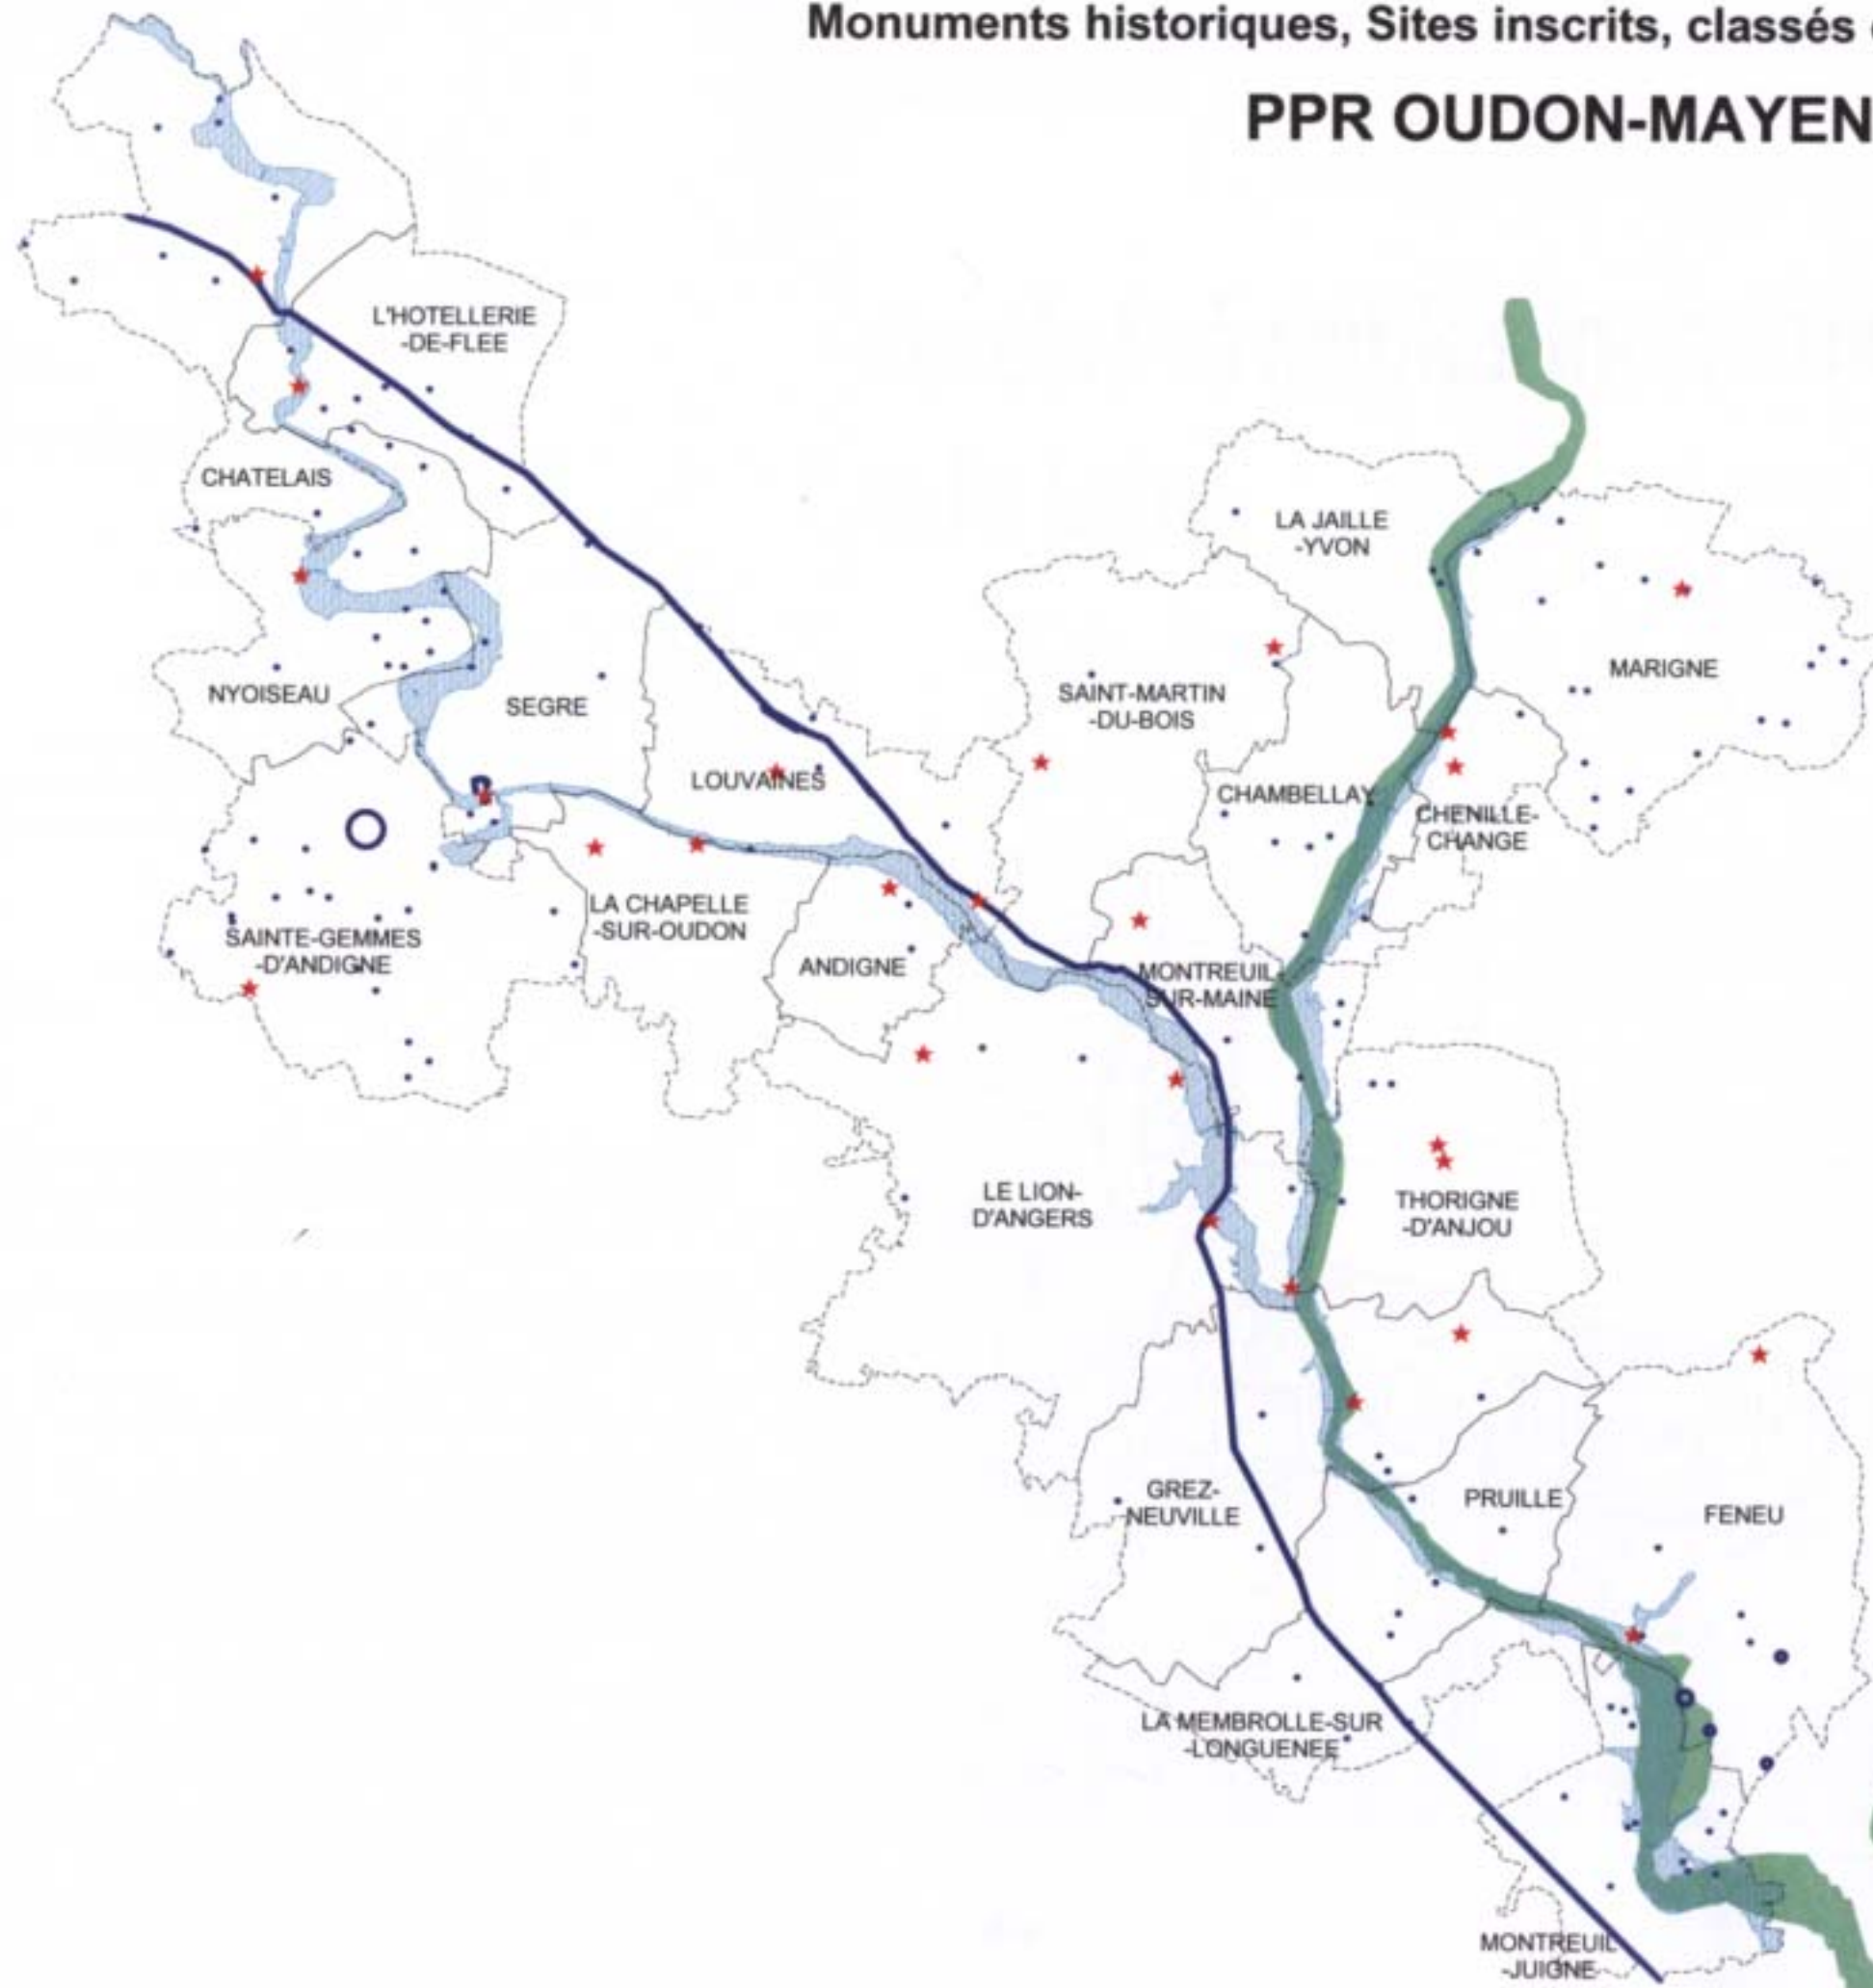 Monuments historiques, Sites inscrits, classés
PPR OUDON-MAYEN
L'HOTELLERIE
-DE-FLEE
CHATELAIS
LA JAILLE
-YVON
MARIGNE
NYOISEAU
SEGRE
SAINT-MARTIN
-DU-BOIS
LOUVAINES
CHAMBELLAY
CHENILLE-
CHANGE
LA CHAPELLE
-SUR-OUDON
SAINTE-GEMMES
-D'ANDIGNE
ANDIGNE
MONTREUIL-
SUR-MAINE
LE LION-
D'ANGERS
THORIGNE
-D'ANJOU
GREZ-
NEUVILLE
PRUILLE
FENEU
LA MEMBROLLE-SUR
-LONGUENEE
MONTREUIL
-JUIGNE